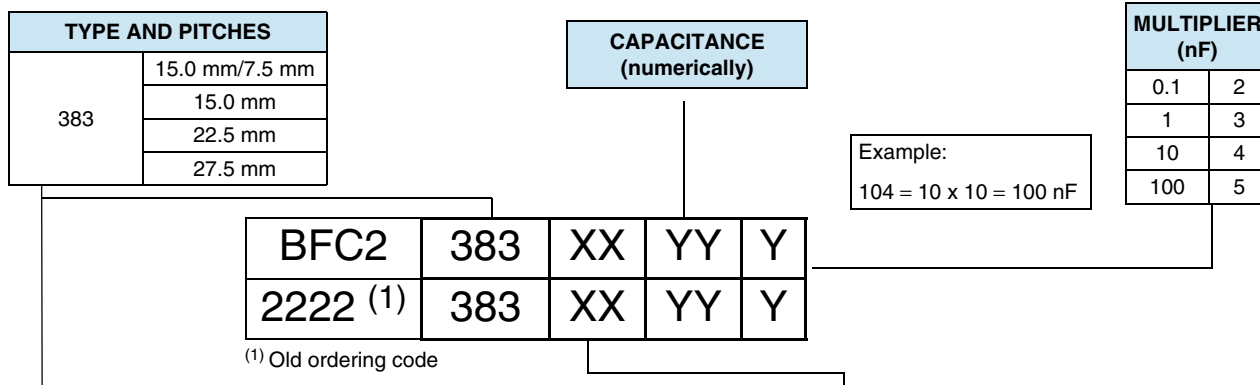 TYPE AND PITCHES
383
15.0 mm/7.5 mm
15.0 mm
22.5 mm
27.5 mm
CAPACITANCE
(numerically)
MULTIPLIER
(nF)
0.1 2
1 3
10 4
100 5
Example:
104 = 10 x 10 = 100 nF
BFC2 383 XX YY Y
2222 (1) 383 XX YY Y
(1) Old ordering code